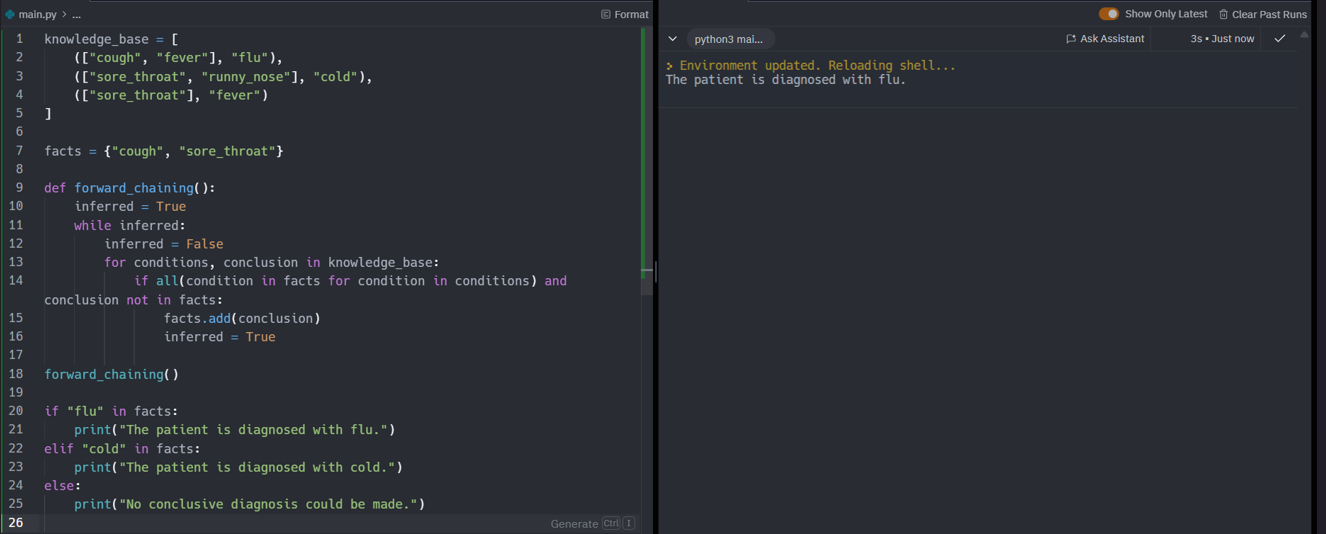 main.py > ...
Format
1 knowledge_base = [
2     (["cough", "fever"], "flu"),
3     (["sore_throat", "runny_nose"], "cold"),
4     (["sore_throat"], "fever")
5 ]
6
7 facts = {"cough", "sore_throat"}
8
9 def forward_chaining():
10     inferred = True
11     while inferred:
12         inferred = False
13         for conditions, conclusion in knowledge_base:
14             if all(condition in facts for condition in conditions) and
conclusion not in facts:
15                 facts.add(conclusion)
16                 inferred = True
17
18 forward_chaining()
19
20 if "flu" in facts:
21     print("The patient is diagnosed with flu.")
22 elif "cold" in facts:
23     print("The patient is diagnosed with cold.")
24 else:
25     print("No conclusive diagnosis could be made.")
26
Generate Ctrl I
Show Only Latest Clear Past Runs
python3 mai... Ask Assistant 3s • Just now
Environment updated. Reloading shell...
The patient is diagnosed with flu.